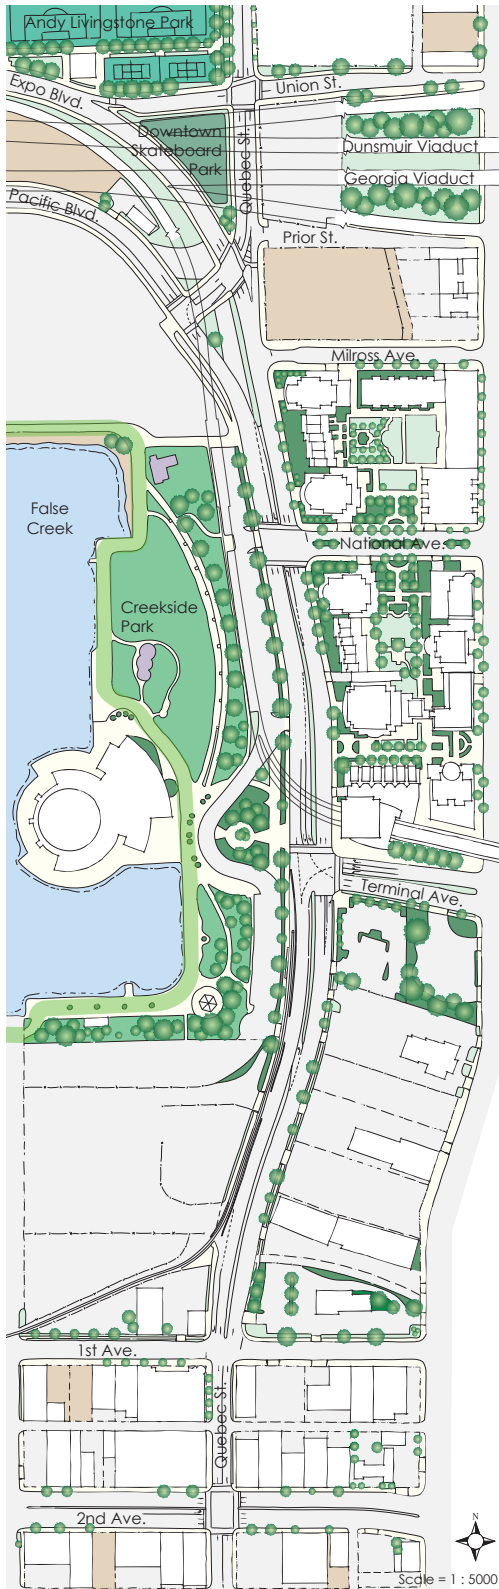 Andy Livingstone Park
Expo Blvd.
Union St.
Downtown
Skateboard
Park
Quebec St.
Dunsmuir Viaduct
Georgia Viaduct
Pacific Blvd.
Prior St.
Milross Ave.
False
Creek
National Ave.
Creekside
Park
Terminal Ave.
1st Ave.
Quebec St.
2nd Ave.
N
Scale = 1 : 5000